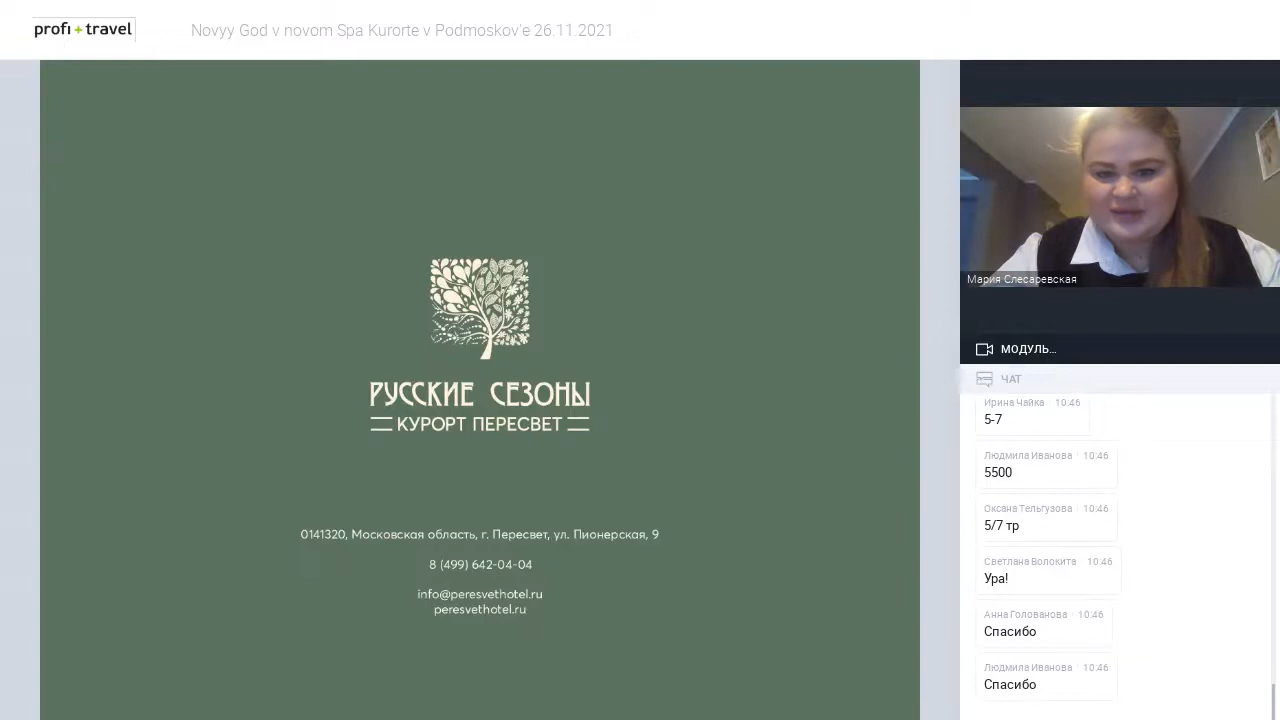 profi + travel
Novyy God v novom Spa Kurorte v Podmoskov'e 26.11.2021
РУССКИЕ СЕЗОНЫ
КУРОРТ ПЕРЕСВЕТ
0141320, Московская область, г. Пересвет, ул. Пионерская, 9
8 (499) 642-04-04
info@peresvethotel.ru
peresvethotel.ru
Мария Слесаревская
МОДУЛЬ...
ЧАТ
Ирина Чайка · 10:46
5-7
Людмила Иванова · 10:46
5500
Оксана Тельгузова · 10:46
5/7 тр
Светлана Волокита · 10:46
Ура!
Анна Голованова · 10:46
Спасибо
Людмила Иванова · 10:46
Спасибо